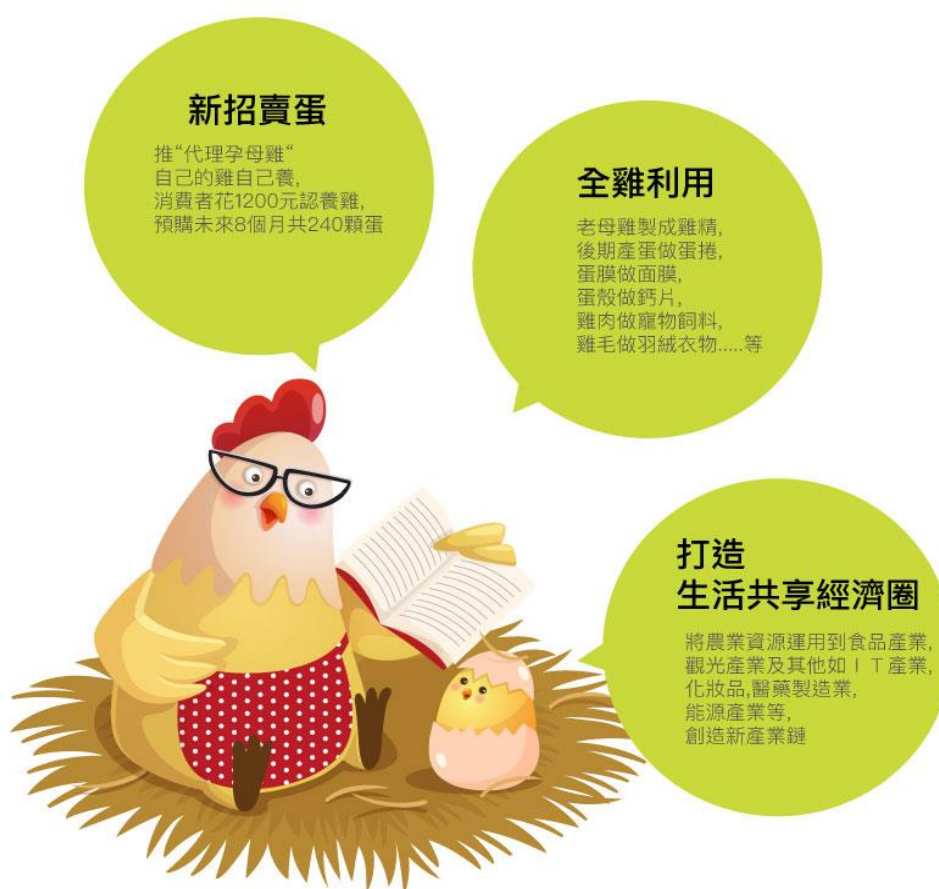 新招賣蛋
推“代理孕母雞“
自己的雞自己養,
消費者花1200元認養雞,
預購未來8個月共240顆蛋
全雞利用
老母雞製成雞精,
後期產蛋做蛋捲,
蛋膜做面膜,
蛋殼做鈣片,
雞肉做寵物飼料,
雞毛做羽絨衣物.....等
打造
生活共享經濟圈
將農業資源運用到食品產業,
觀光產業及其他如ＩＴ產業,
化妝品,醫藥製造業,
能源產業等,
創造新產業鏈